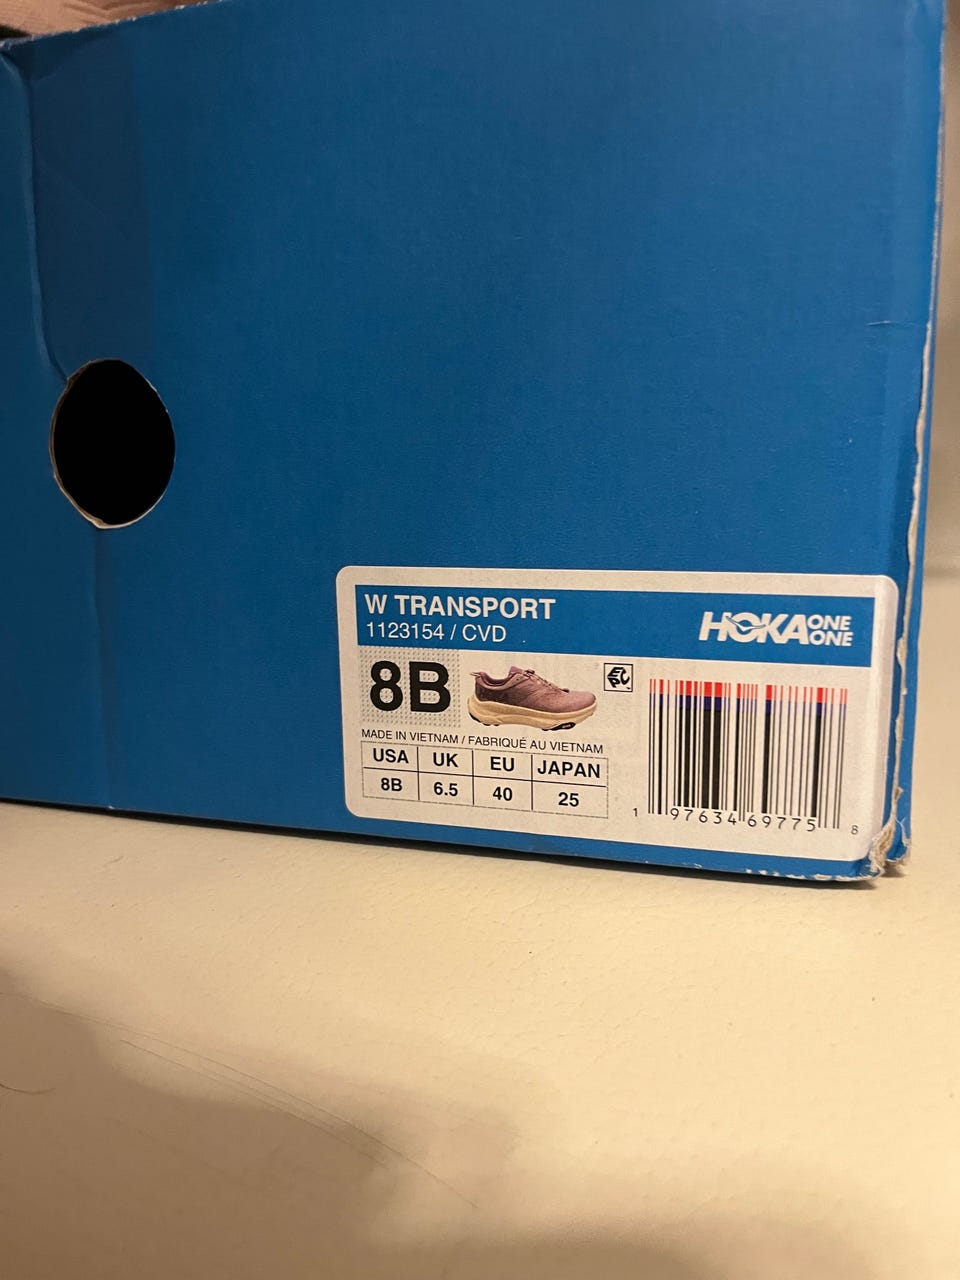 W TRANSPORT
1123154 / CVD
HOKA ONE ONE
8B
EPC
MADE IN VIETNAM / FABRIQUÉ AU VIETNAM
USA UK EU JAPAN
8B 6.5 40 25
1 97634 69775 8